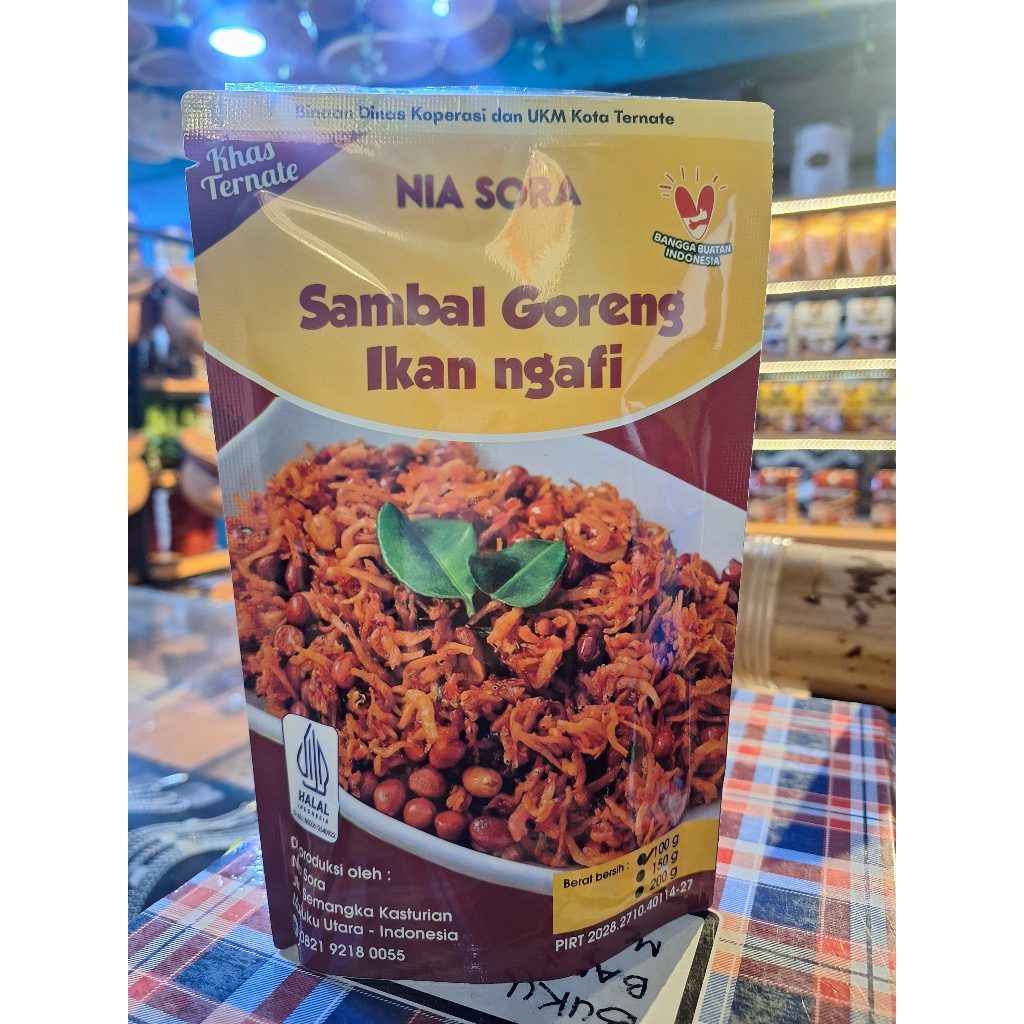 Binaan Dinas Koperasi dan UKM Kota Ternate
Khas
Ternate
NIA SORA
BANGGA BUATAN
INDONESIA
Sambal Goreng
Ikan ngafi
HALAL
INDONESIA
Diproduksi oleh :
Sora
Semangka Kasturian
Maluku Utara - Indonesia
0821 9218 0055
Berat bersih :
100 g
150 g
200 g
PIRT 2028.2710.40114-27
BUKU